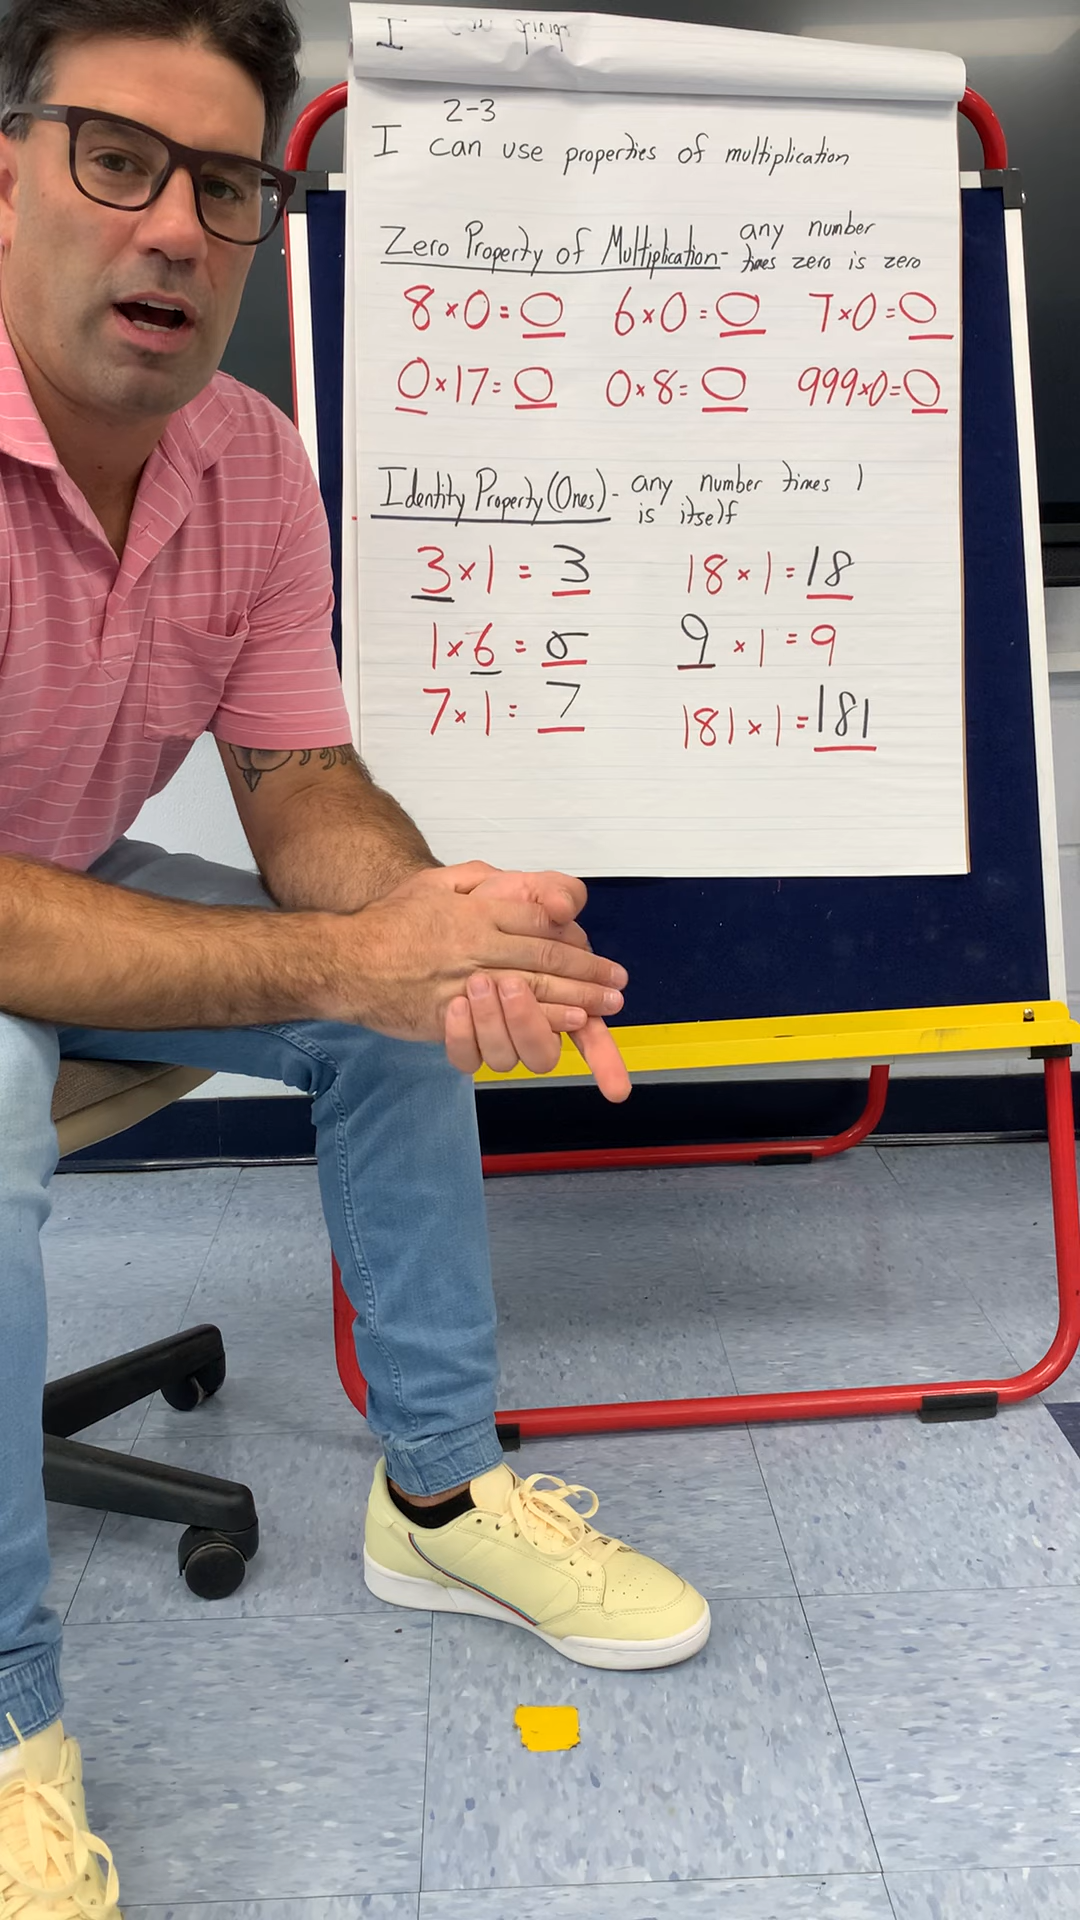 I
2-3
I can use properties of multiplication
Zero Property of Multiplication- any number
times zero is zero
8×0=0 6×0=0 7×0=0
0×17=0 0×8=0 999×0=0
Identity Property (Ones)- any number times 1
is itself
3×1=3 18×1=18
1×6=6 9×1=9
7×1=7 181×1=181